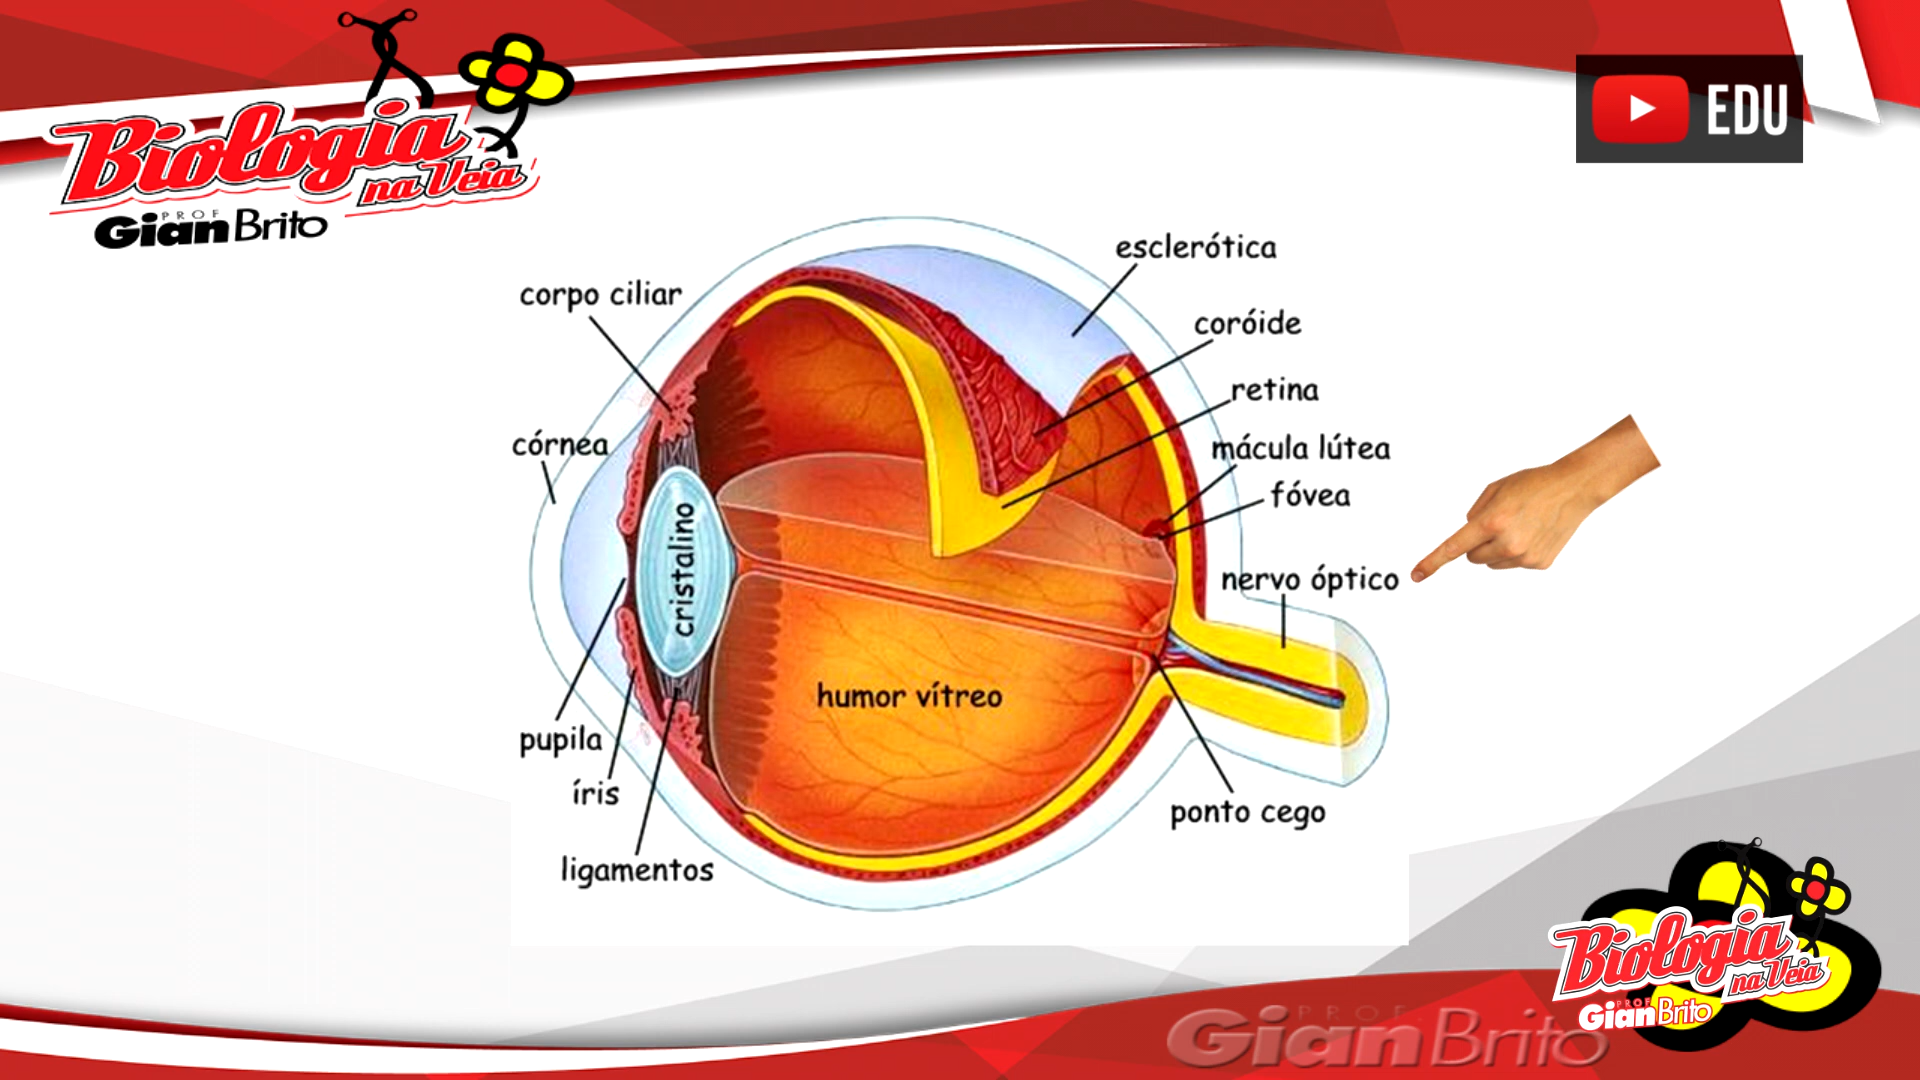 Biologia
na Veia
PROF
Gian Brito
EDU
esclerótica
corpo ciliar
coróide
retina
córnea
mácula lútea
fóvea
cristalino
nervo óptico
humor vítreo
pupila
íris
ponto cego
ligamentos
Biologia
na Veia
PROF
Gian Brito
PROF.
Gian Brito